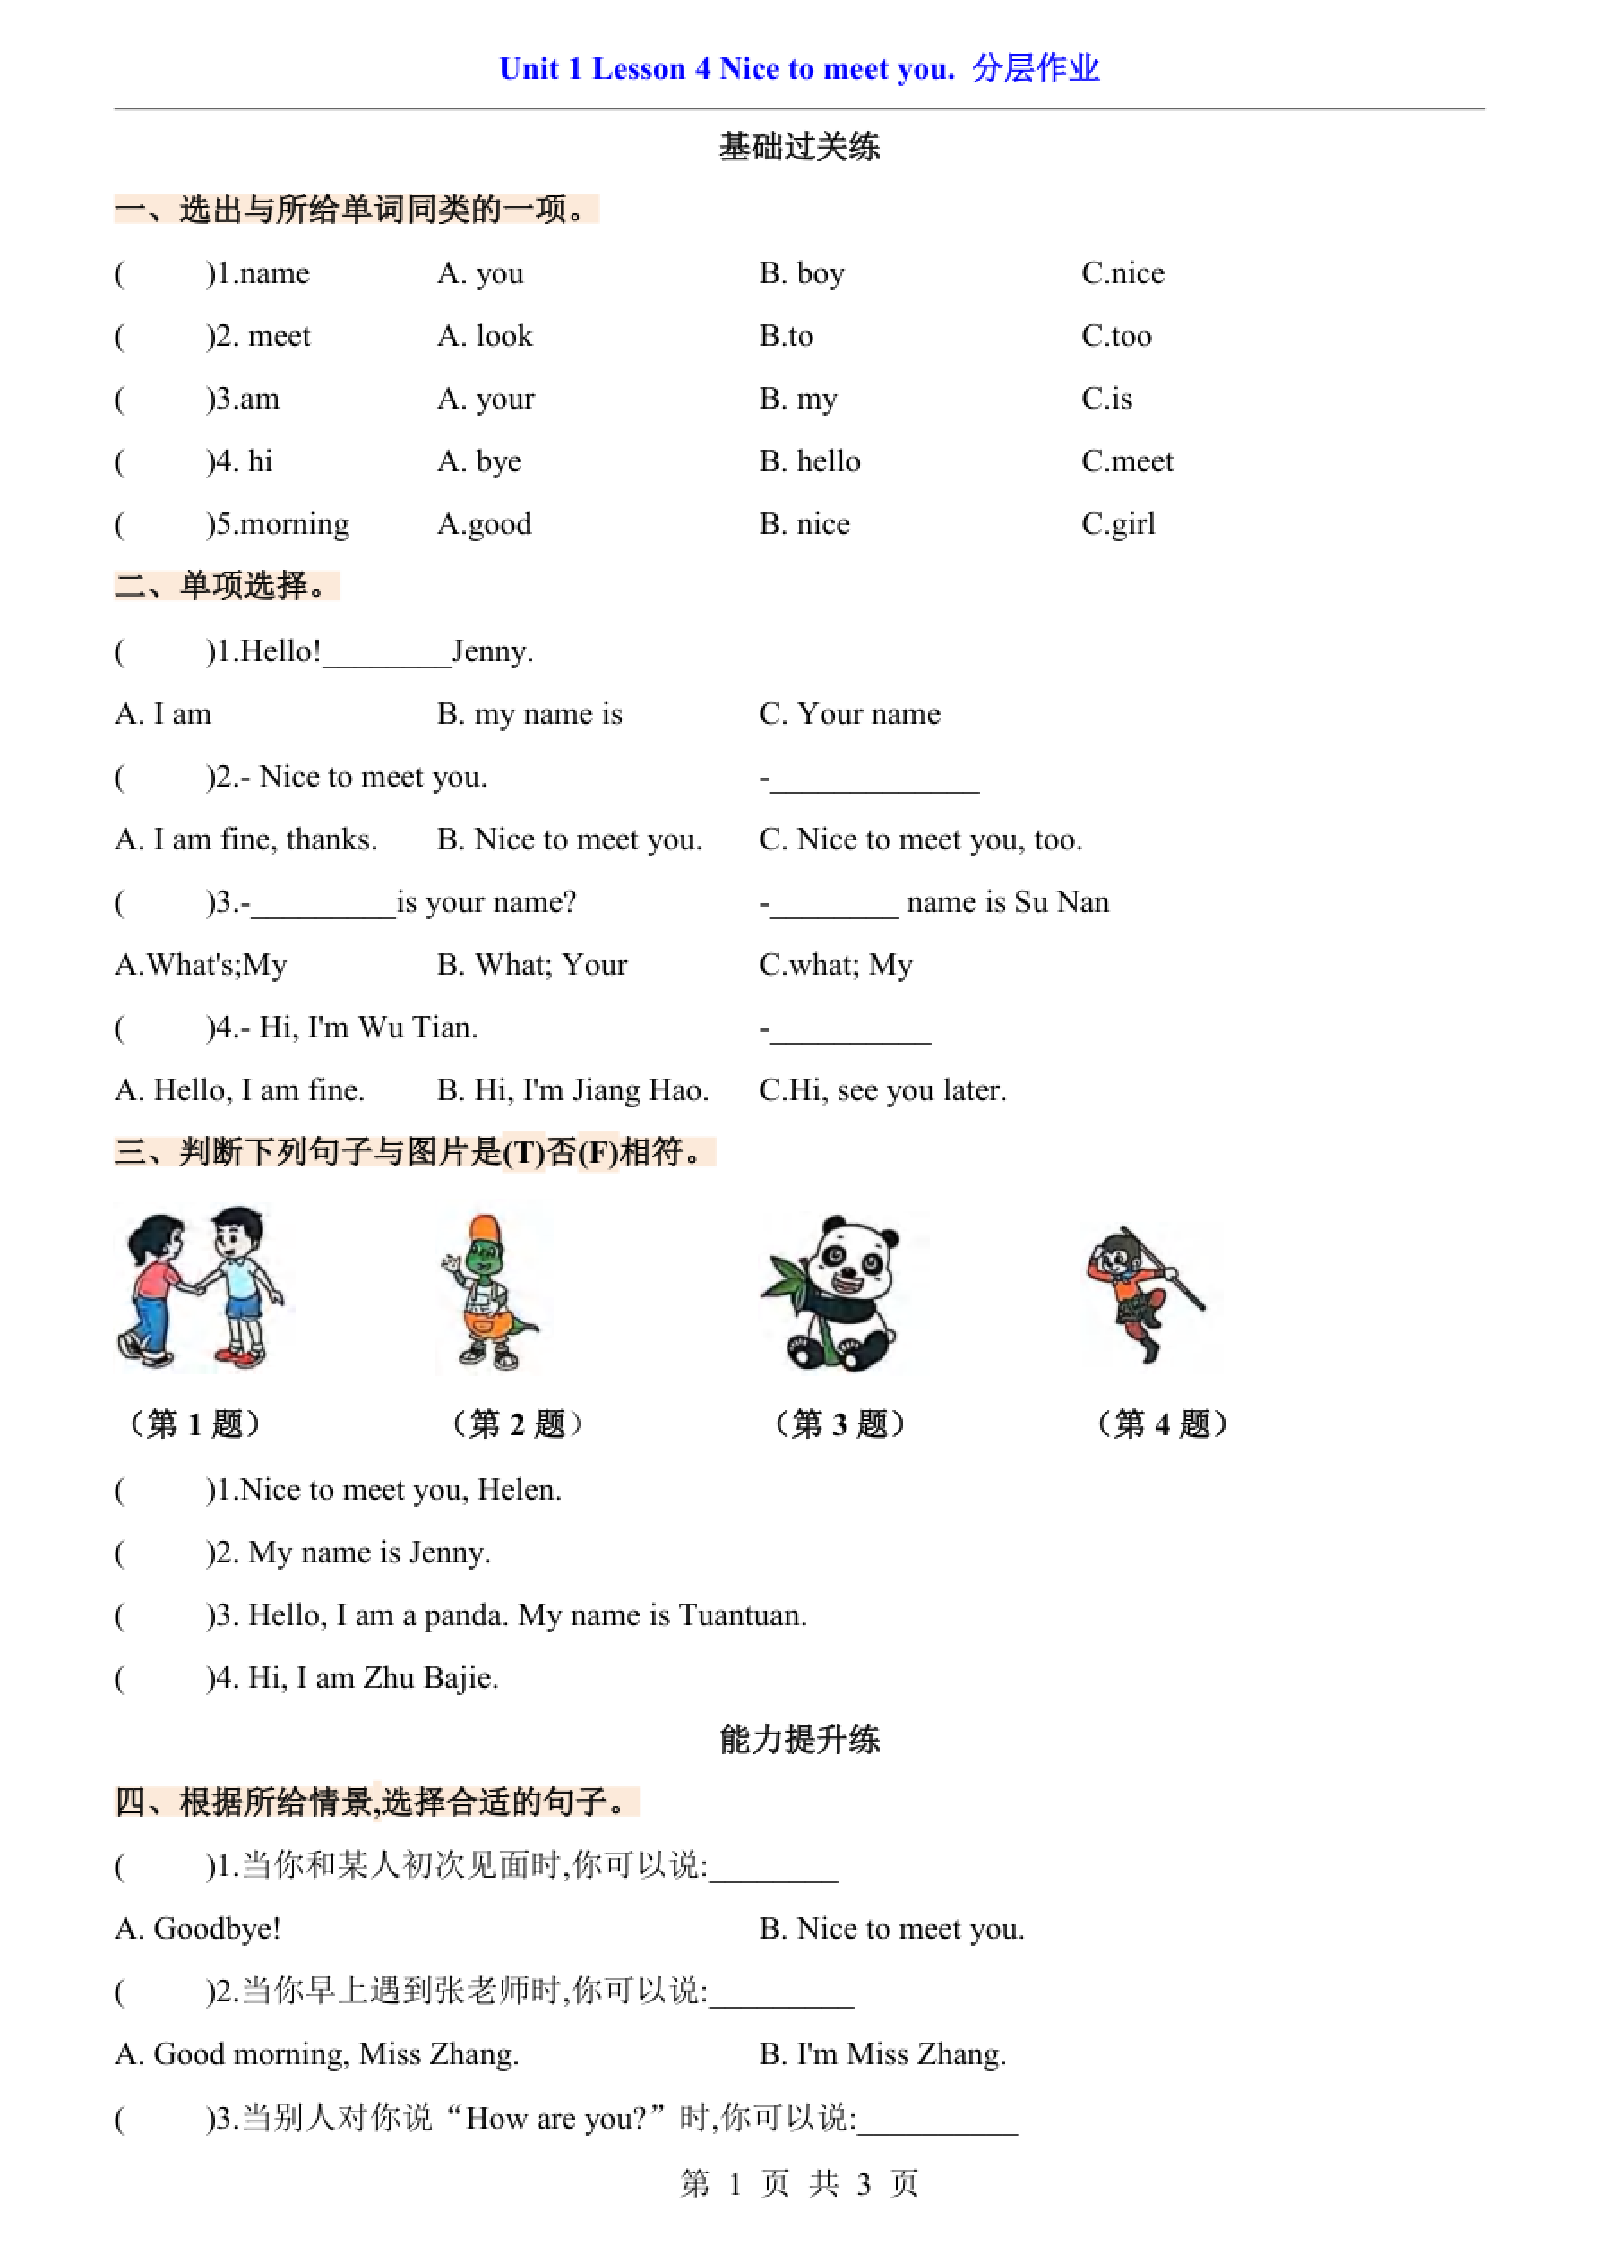 Unit 1 Lesson 4 Nice to meet you. 分层作业
基础过关练
一、选出与所给单词同类的一项。
( )1.name A. you B. boy C.nice
( )2. meet A. look B.to C.too
( )3.am A. your B. my C.is
( )4. hi A. bye B. hello C.meet
( )5.morning A.good B. nice C.girl
二、单项选择。
( )1.Hello!________Jenny.
A. I am B. my name is C. Your name
( )2.- Nice to meet you. -_____________
A. I am fine, thanks. B. Nice to meet you. C. Nice to meet you, too.
( )3.-_________is your name? -________ name is Su Nan
A.What's;My B. What; Your C.what; My
( )4.- Hi, I'm Wu Tian. -__________
A. Hello, I am fine. B. Hi, I'm Jiang Hao. C.Hi, see you later.
三、判断下列句子与图片是(T)否(F)相符。
（第 1 题） （第 2 题） （第 3 题） （第 4 题）
( )1.Nice to meet you, Helen.
( )2. My name is Jenny.
( )3. Hello, I am a panda. My name is Tuantuan.
( )4. Hi, I am Zhu Bajie.
能力提升练
四、根据所给情景,选择合适的句子。
( )1.当你和某人初次见面时,你可以说:________
A. Goodbye! B. Nice to meet you.
( )2.当你早上遇到张老师时,你可以说:_________
A. Good morning, Miss Zhang. B. I'm Miss Zhang.
( )3.当别人对你说“How are you?”时,你可以说:__________
第 1 页 共 3 页